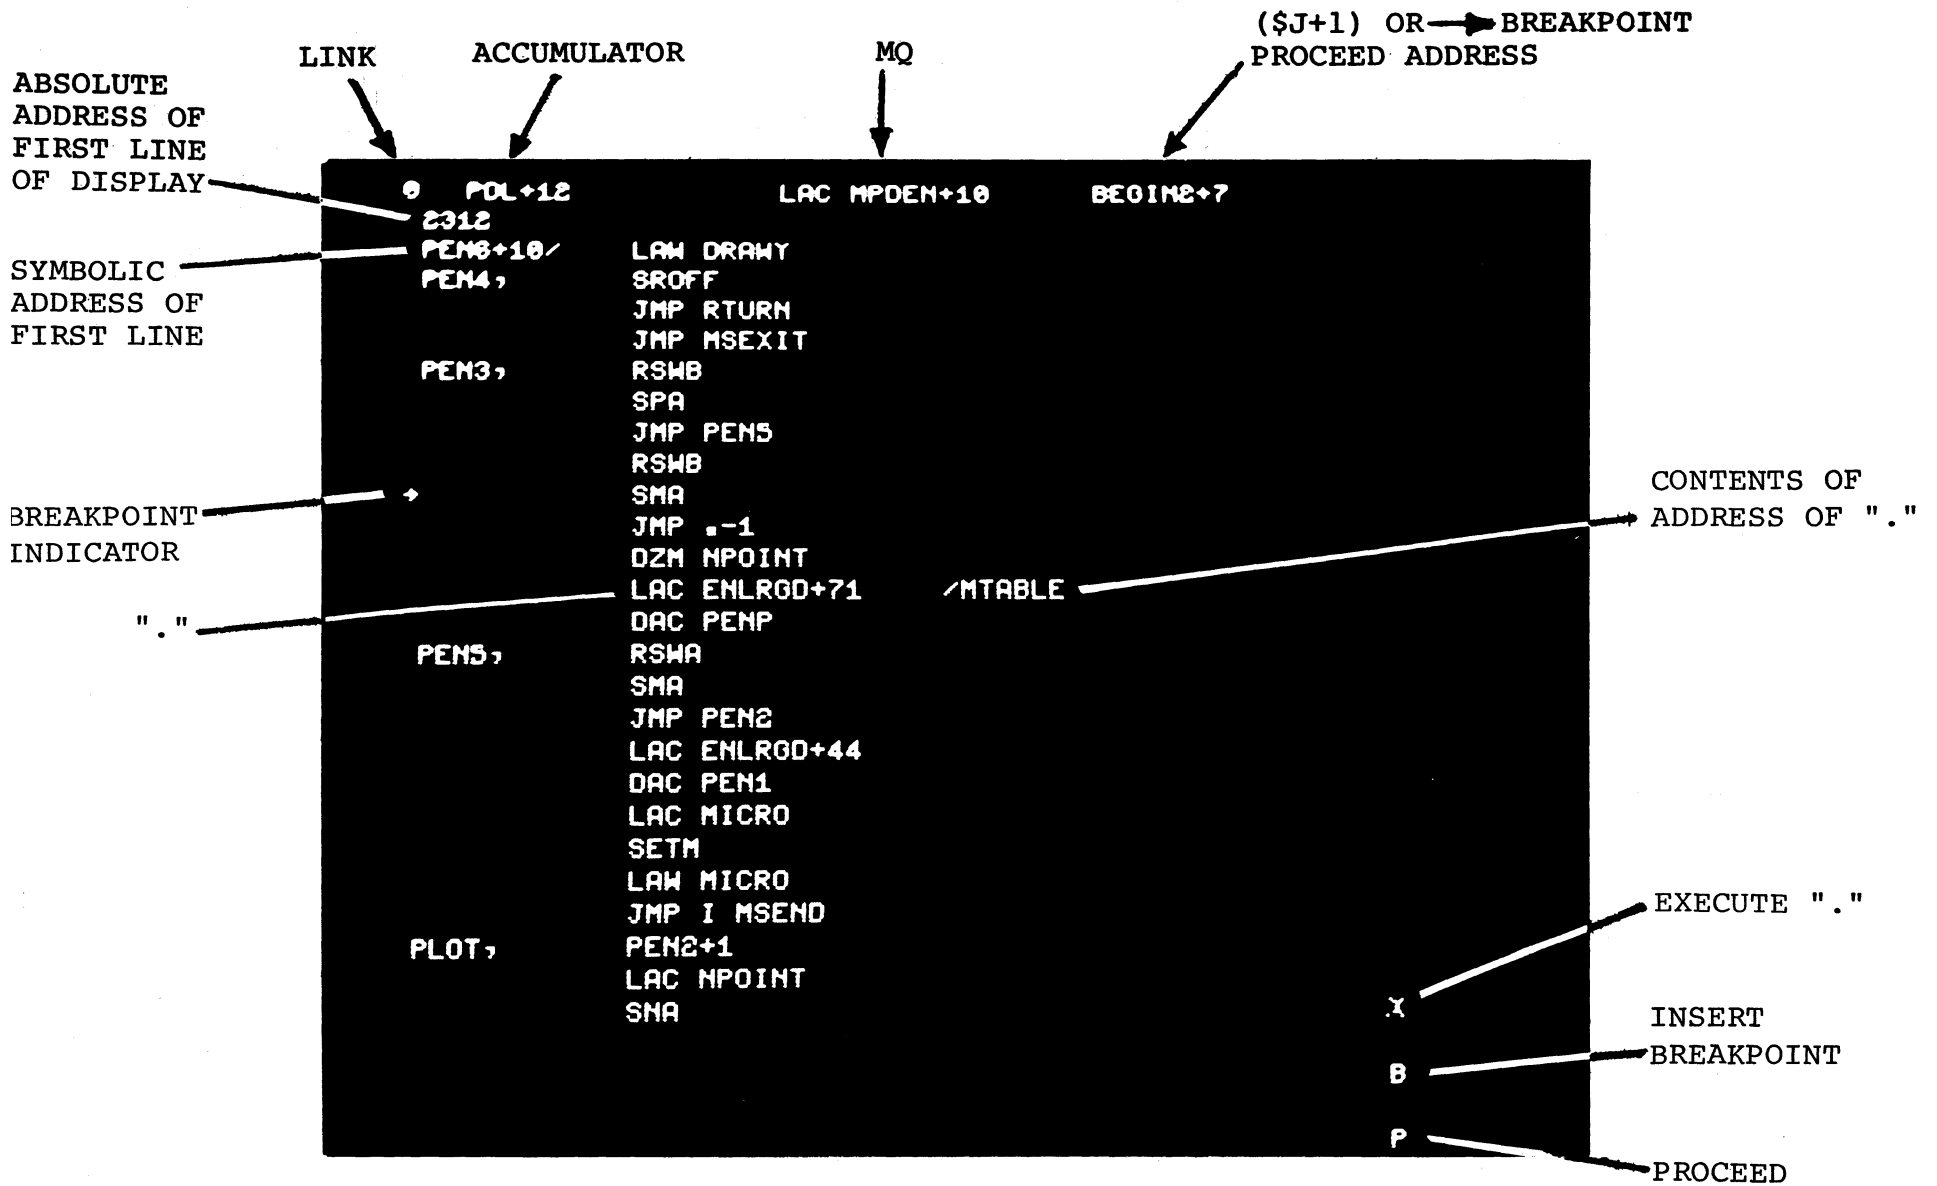 ($J+1) OR BREAKPOINT
PROCEED ADDRESS
LINK
ACCUMULATOR
MQ
ABSOLUTE
ADDRESS OF
FIRST LINE
OF DISPLAY
0 PDL+12 LAC MPDEN+10 BEGIN2+7
2312
PEN6+10/ LAW DRAWY
SYMBOLIC
ADDRESS OF
FIRST LINE
PEN4, SROFF
JMP RTURN
JMP MSEXIT
PEN3, RSWB
SPA
JMP PEN5
RSWB
BREAKPOINT
INDICATOR
→ SMA
JMP .-1
DZM NPOINT
"."
LAC ENLRGD+71 /MTABLE
CONTENTS OF
ADDRESS OF "."
DAC PENP
PEN5, RSWA
SMA
JMP PEN2
LAC ENLRGD+44
DAC PEN1
LAC MICRO
SETM
LAW MICRO
JMP I MSEND
PLOT, PEN2+1
LAC NPOINT
SNA
X
EXECUTE "."
B
INSERT
BREAKPOINT
P
PROCEED